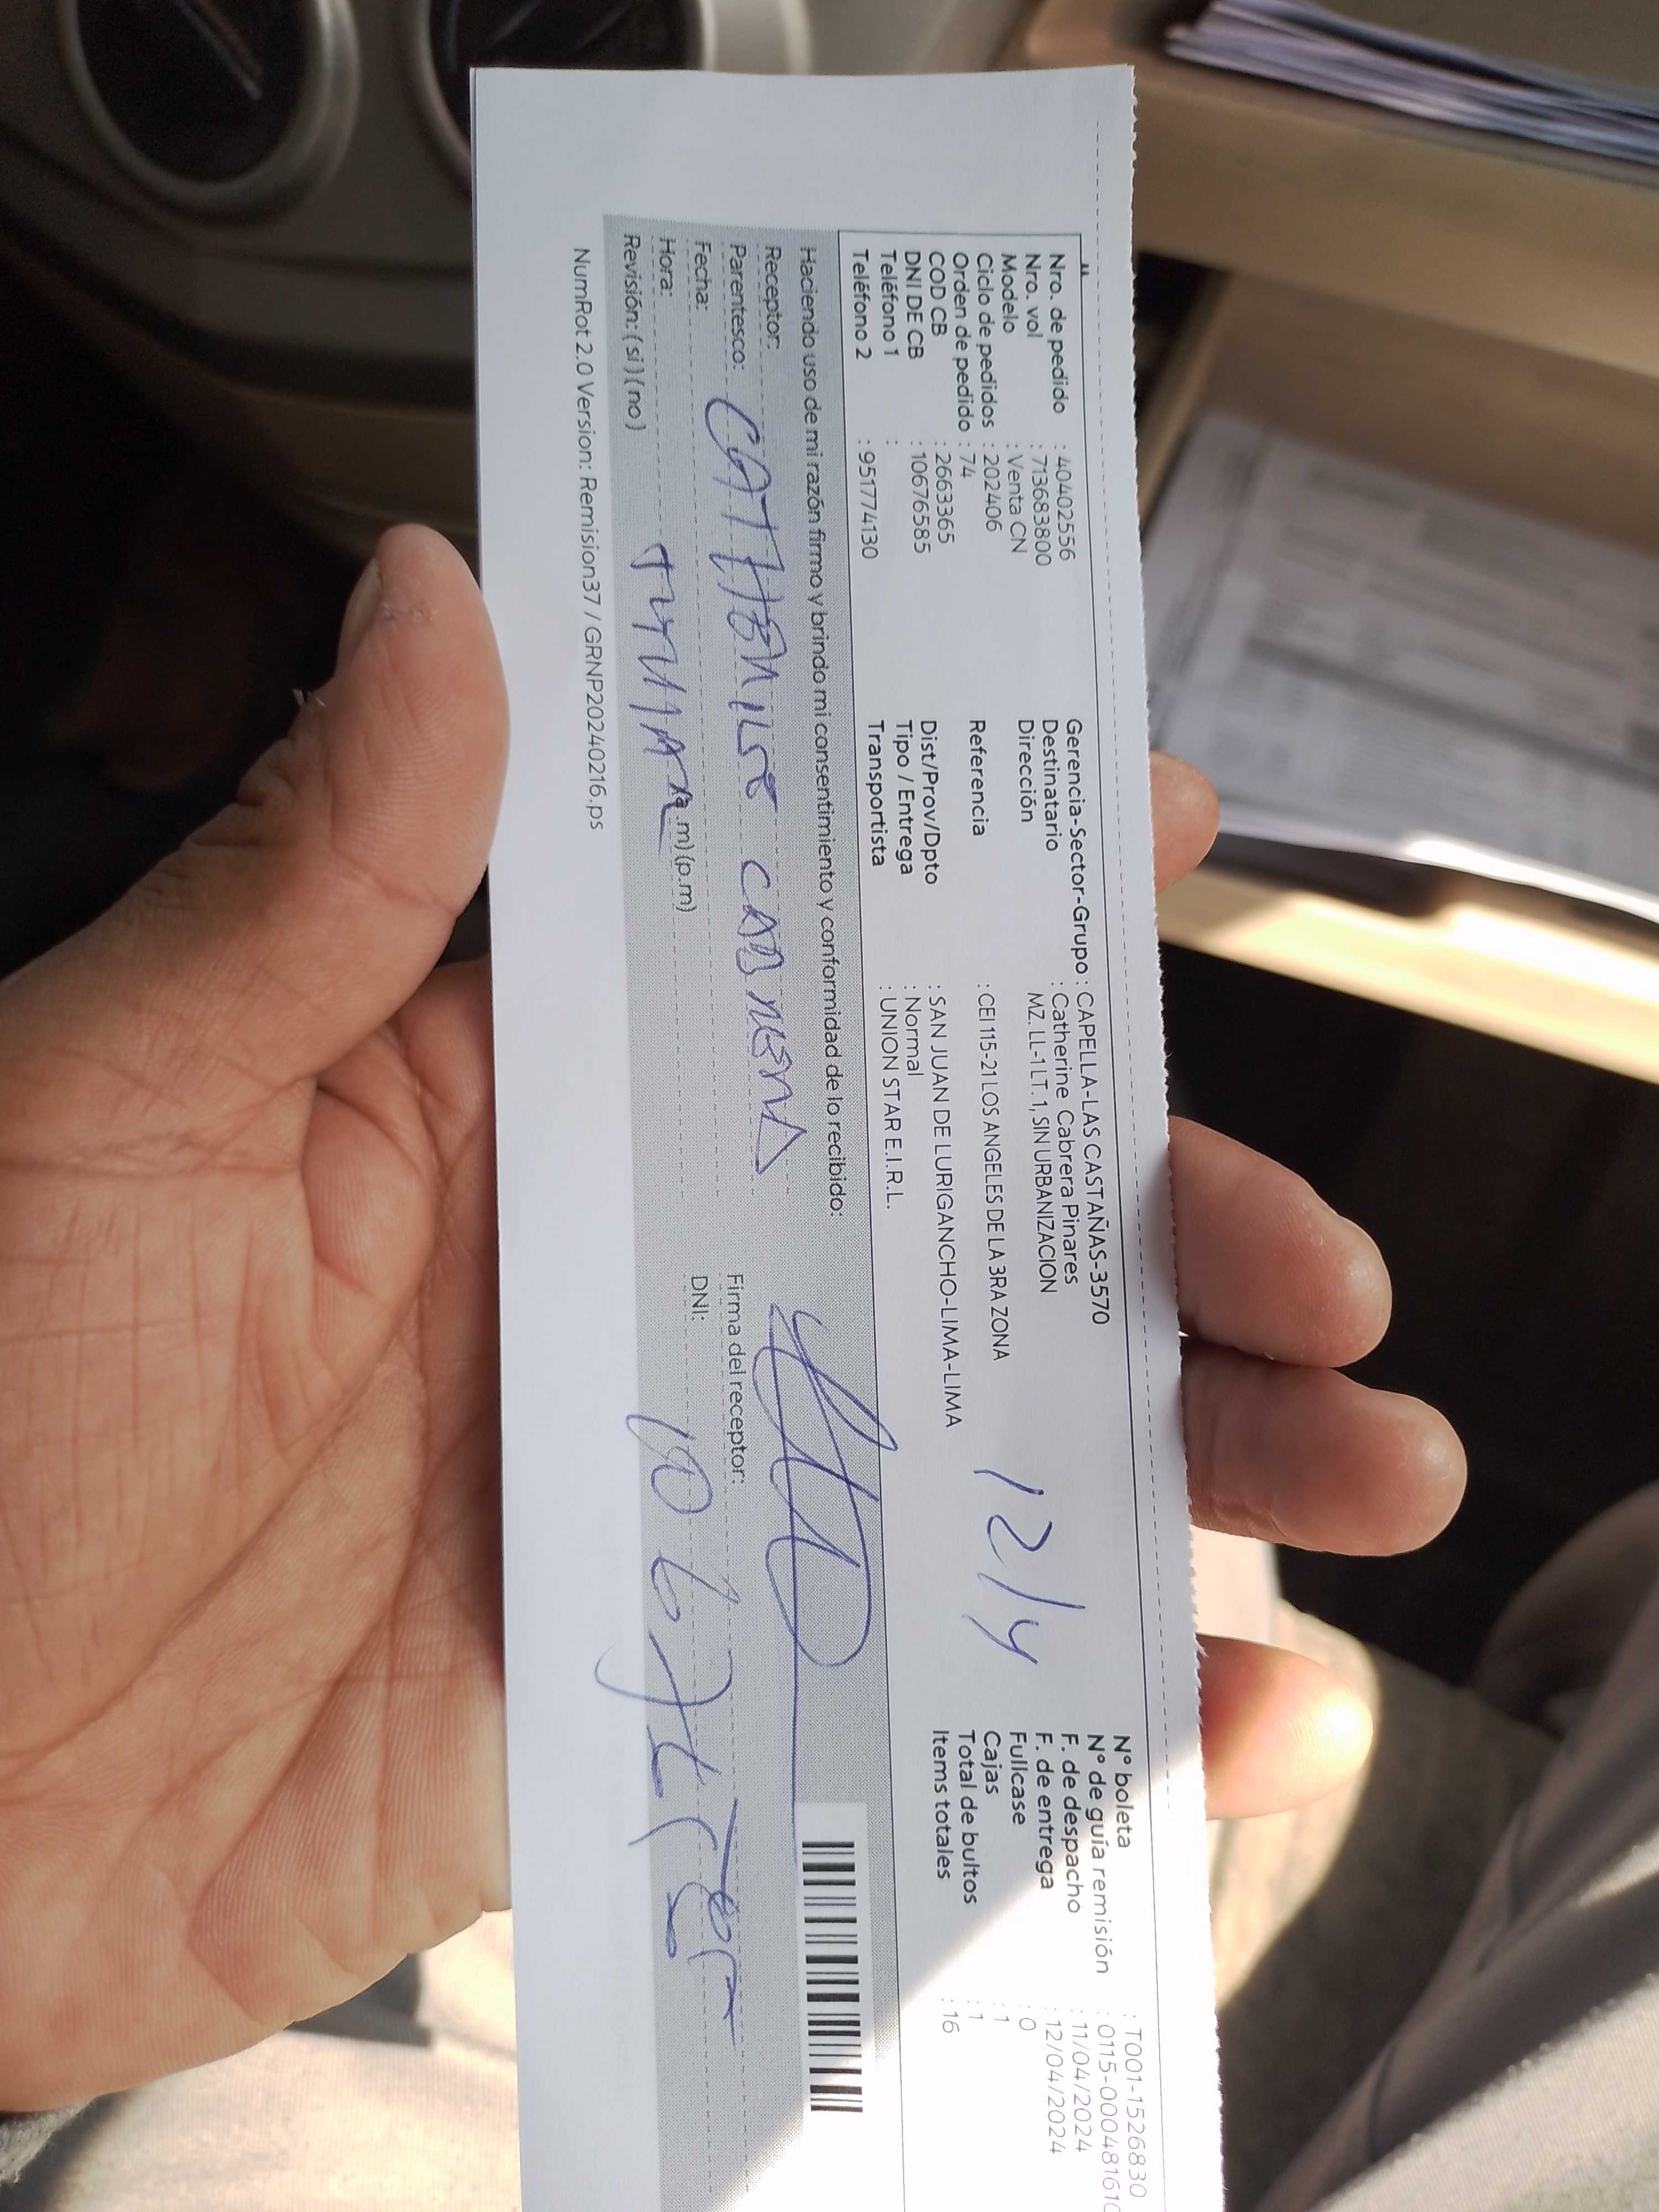 Nro. de pedido : 40402556
Nro. vol : 713683800
Modelo : Venta CN
Ciclo de pedidos : 202406
Orden de pedido : 74
COD CB : 2663365
DNI DE CB : 10676585
Teléfono 1 :
Teléfono 2 : 951774130
Gerencia-Sector-Grupo : CAPELLA-LAS CASTAÑAS-3570
Destinatario : Catherine Cabrera Pinares
Dirección MZ. LL-1 LT. 1, SIN URBANIZACION
Referencia : CEI 115-21 LOS ANGELES DE LA 3RA ZONA
Dist/Prov/Dpto : SAN JUAN DE LURIGANCHO-LIMA-LIMA
Tipo / Entrega : Normal
Transportista : UNION STAR E.I.R.L.
12/4
N° boleta : T001-1526830
N° de guía remisión : 0115-00048161
F. de despacho : 11/04/2024
F. de entrega : 12/04/2024
Fullcase : 0
Cajas : 1
Total de bultos : 1
Items totales : 16
Haciendo uso de mi razón firmo y brindo mi consentimiento y conformidad de lo recibido:
Receptor:
Parentesco:
Fecha:
Hora: (a.m) (p.m)
Revisión: ( si ) ( no )
Firma del receptor:
DNI:
NumRot 2.0 Version: Remision37 / GRNP20240216.ps